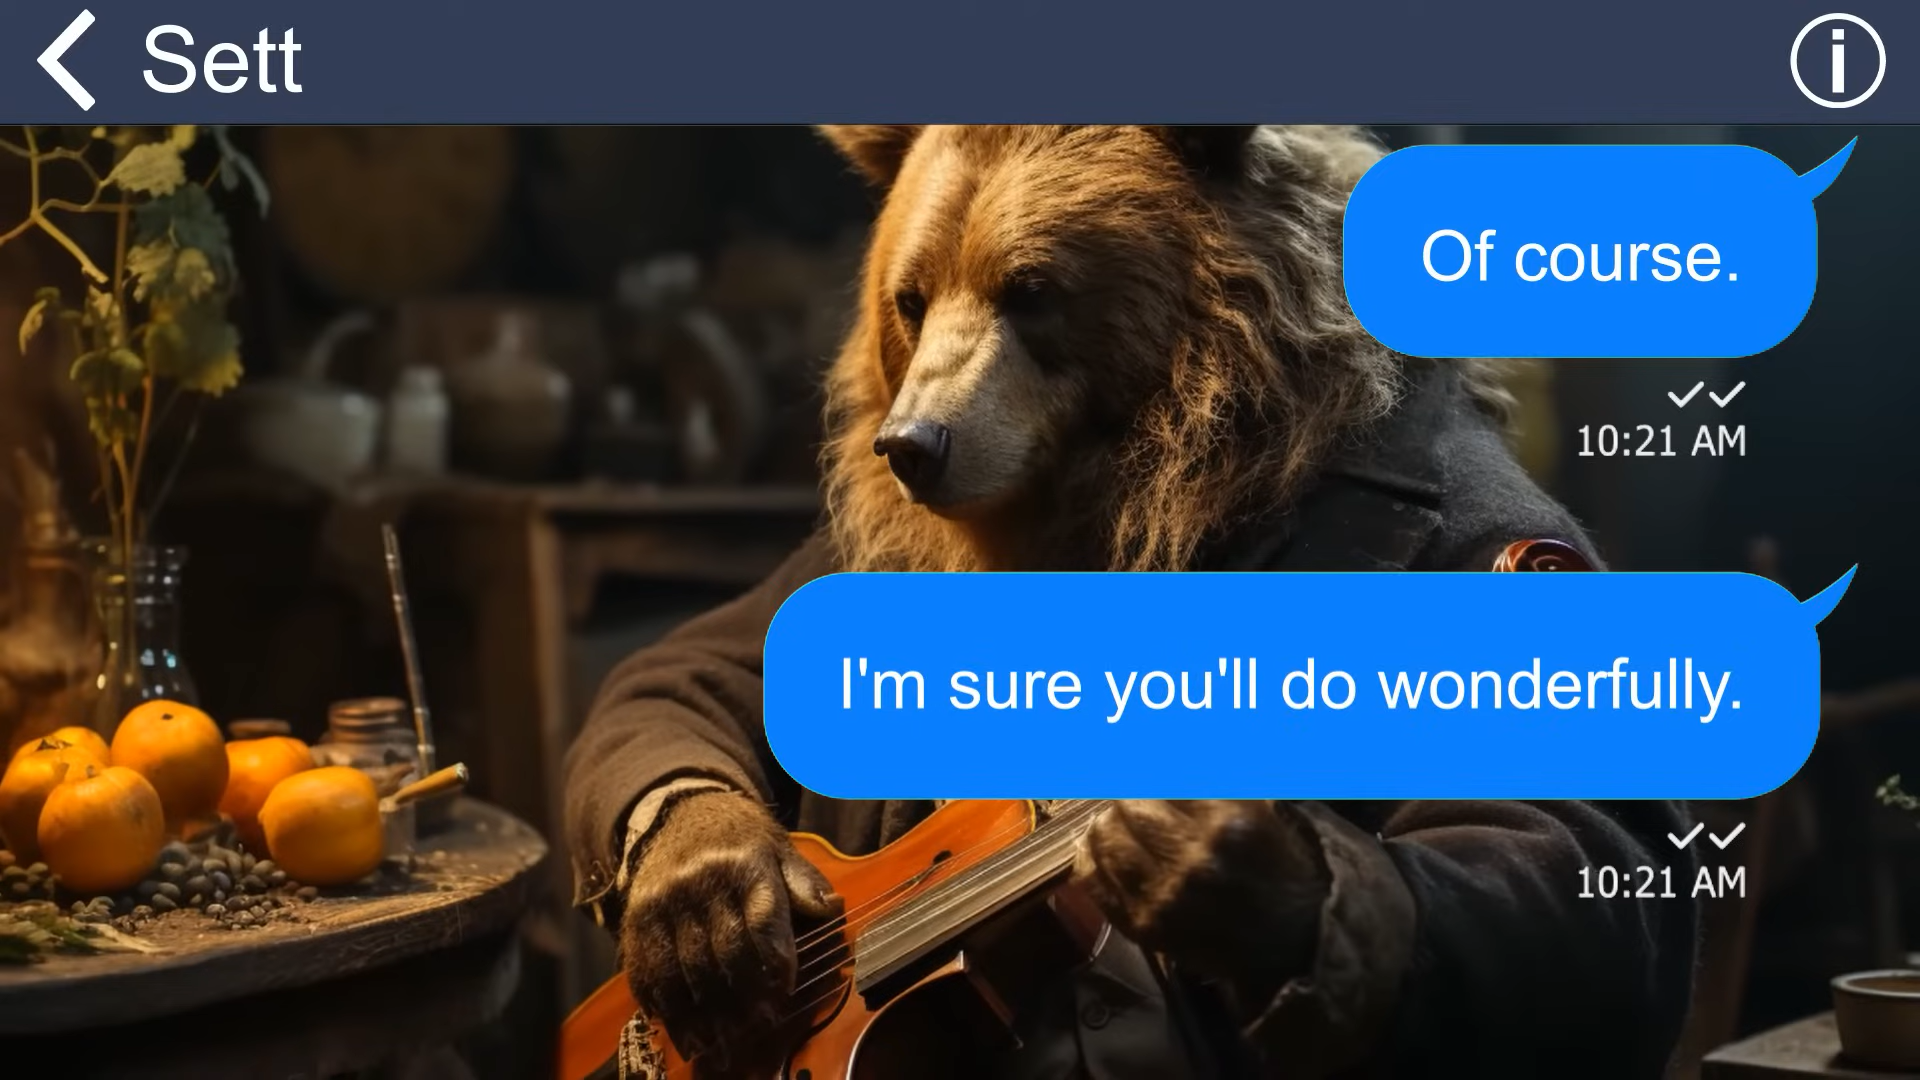 Sett
Of course.
10:21 AM
I'm sure you'll do wonderfully.
10:21 AM